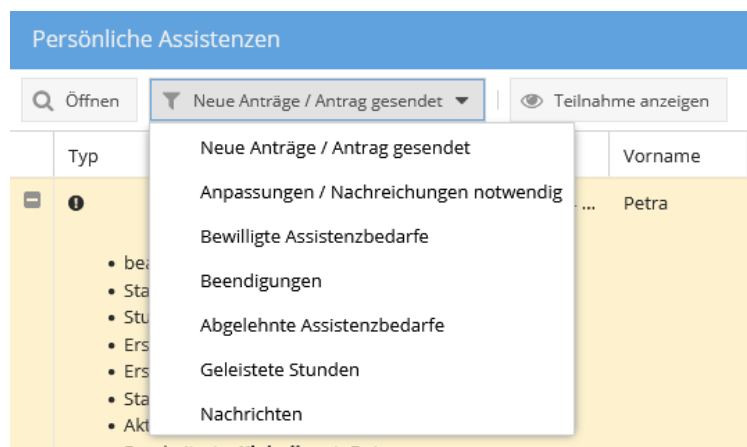 Persönliche Assistenzen
Öffnen Neue Anträge / Antrag gesendet Teilnahme anzeigen
Typ Vorname
Neue Anträge / Antrag gesendet
Anpassungen / Nachreichungen notwendig
... Petra
Bewilligte Assistenzbedarfe
Beendigungen
Abgelehnte Assistenzbedarfe
Geleistete Stunden
Nachrichten